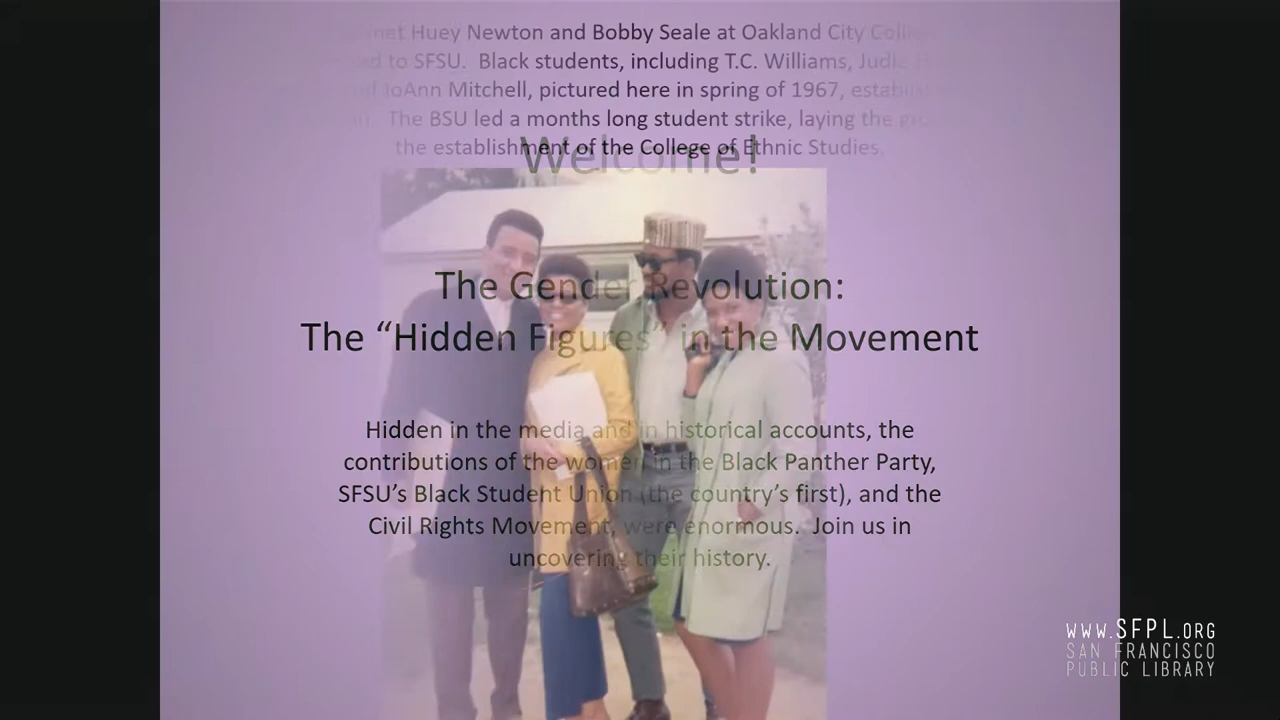 met Huey Newton and Bobby Seale at Oakland City
to SFSU. Black students, including T.C. Williams,
JoAnn Mitchell, pictured here in spring of 1967,
The BSU led a months long student strike, laying the
the establishment of the College of Ethnic Studies.
Welcome!
The Gender Revolution:
The “Hidden Figures” in the Movement
Hidden in the media and in historical accounts, the
contributions of the women in the Black Panther Party,
SFSU’s Black Student Union (the country’s first), and the
Civil Rights Movement, were enormous. Join us in
uncovering their history.
WWW.SFPL.ORG
SAN FRANCISCO
PUBLIC LIBRARY